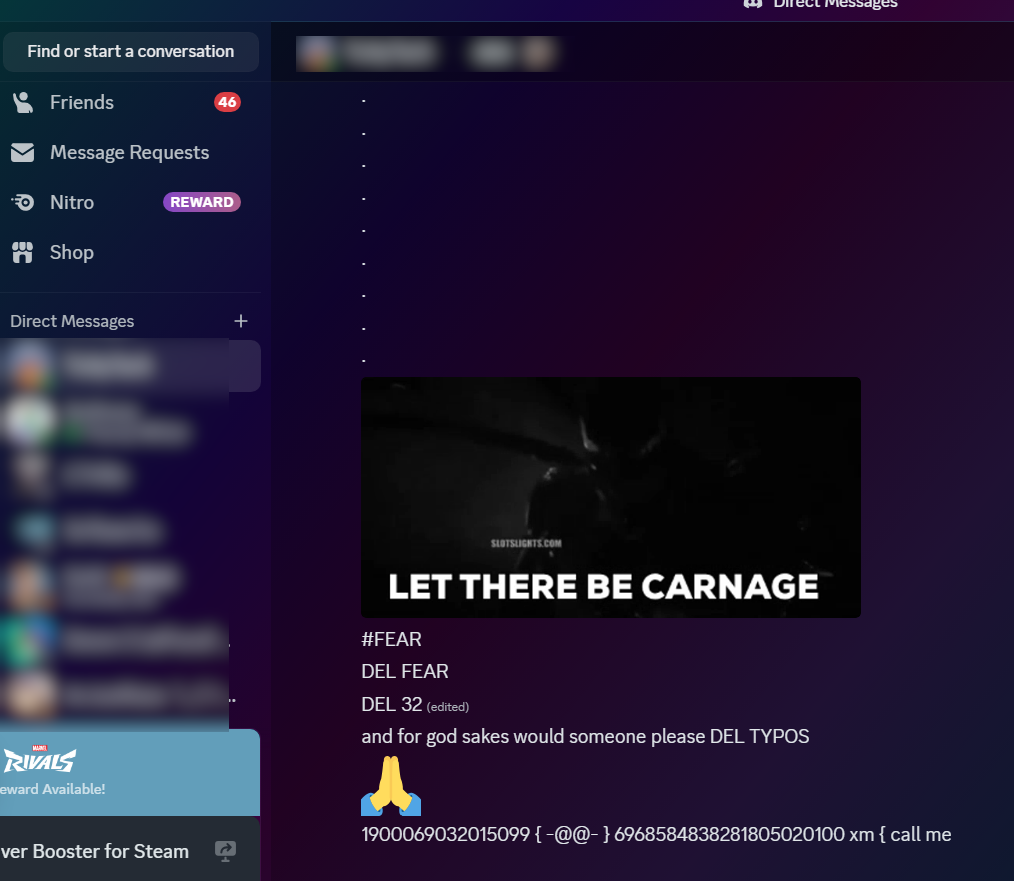 Direct Messages
Find or start a conversation
Friends 46
Message Requests
Nitro REWARD
Shop
Direct Messages +
MARVEL
RIVALS
eward Available!
ver Booster for Steam
.
.
.
.
.
.
.
.
.
SLOTSLIGHTS.COM
LET THERE BE CARNAGE
#FEAR
DEL FEAR
DEL 32 (edited)
and for god sakes would someone please DEL TYPOS
🙏
1900069032015099 { -@@- } 6968584838281805020100 xm { call me